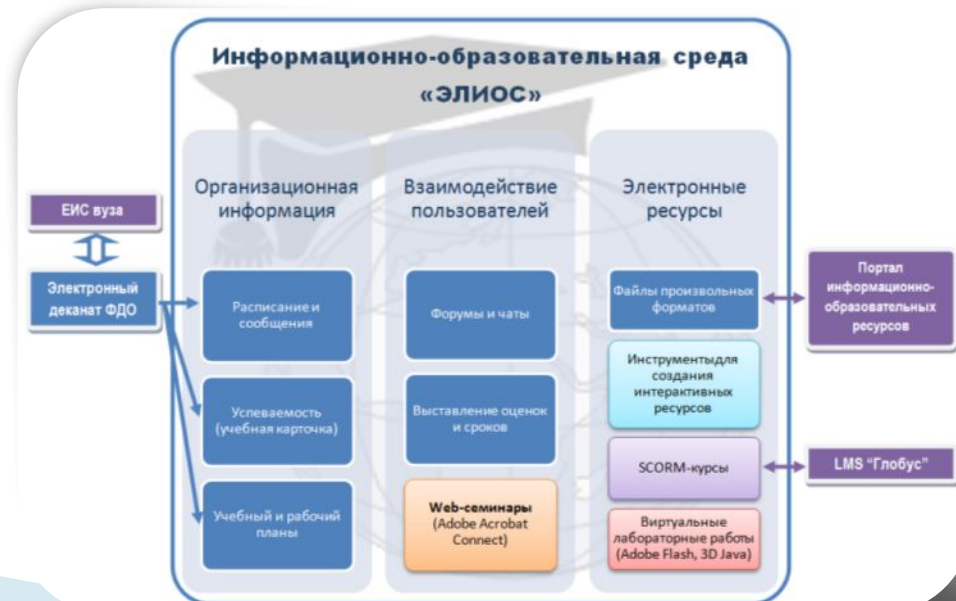 Информационно-образовательная среда
«ЭЛИОС»
ЕИС вуза
Электронный
деканат ФДО
Организационная
информация
Расписание и
сообщения
Успеваемость
(учебная карточка)
Учебный и рабочий
планы
Взаимодействие
пользователей
Форумы и чаты
Выставление оценок
и сроков
Web-семинары
(Adobe Acrobat
Connect)
Электронные
ресурсы
Файлы произвольных
форматов
Инструментыдля
создания
интерактивных
ресурсов
SCORM-курсы
Виртуальные
лабораторные работы
(Adobe Flash, 3D Java)
Портал
информационно-
образовательных
ресурсов
LMS “Глобус”